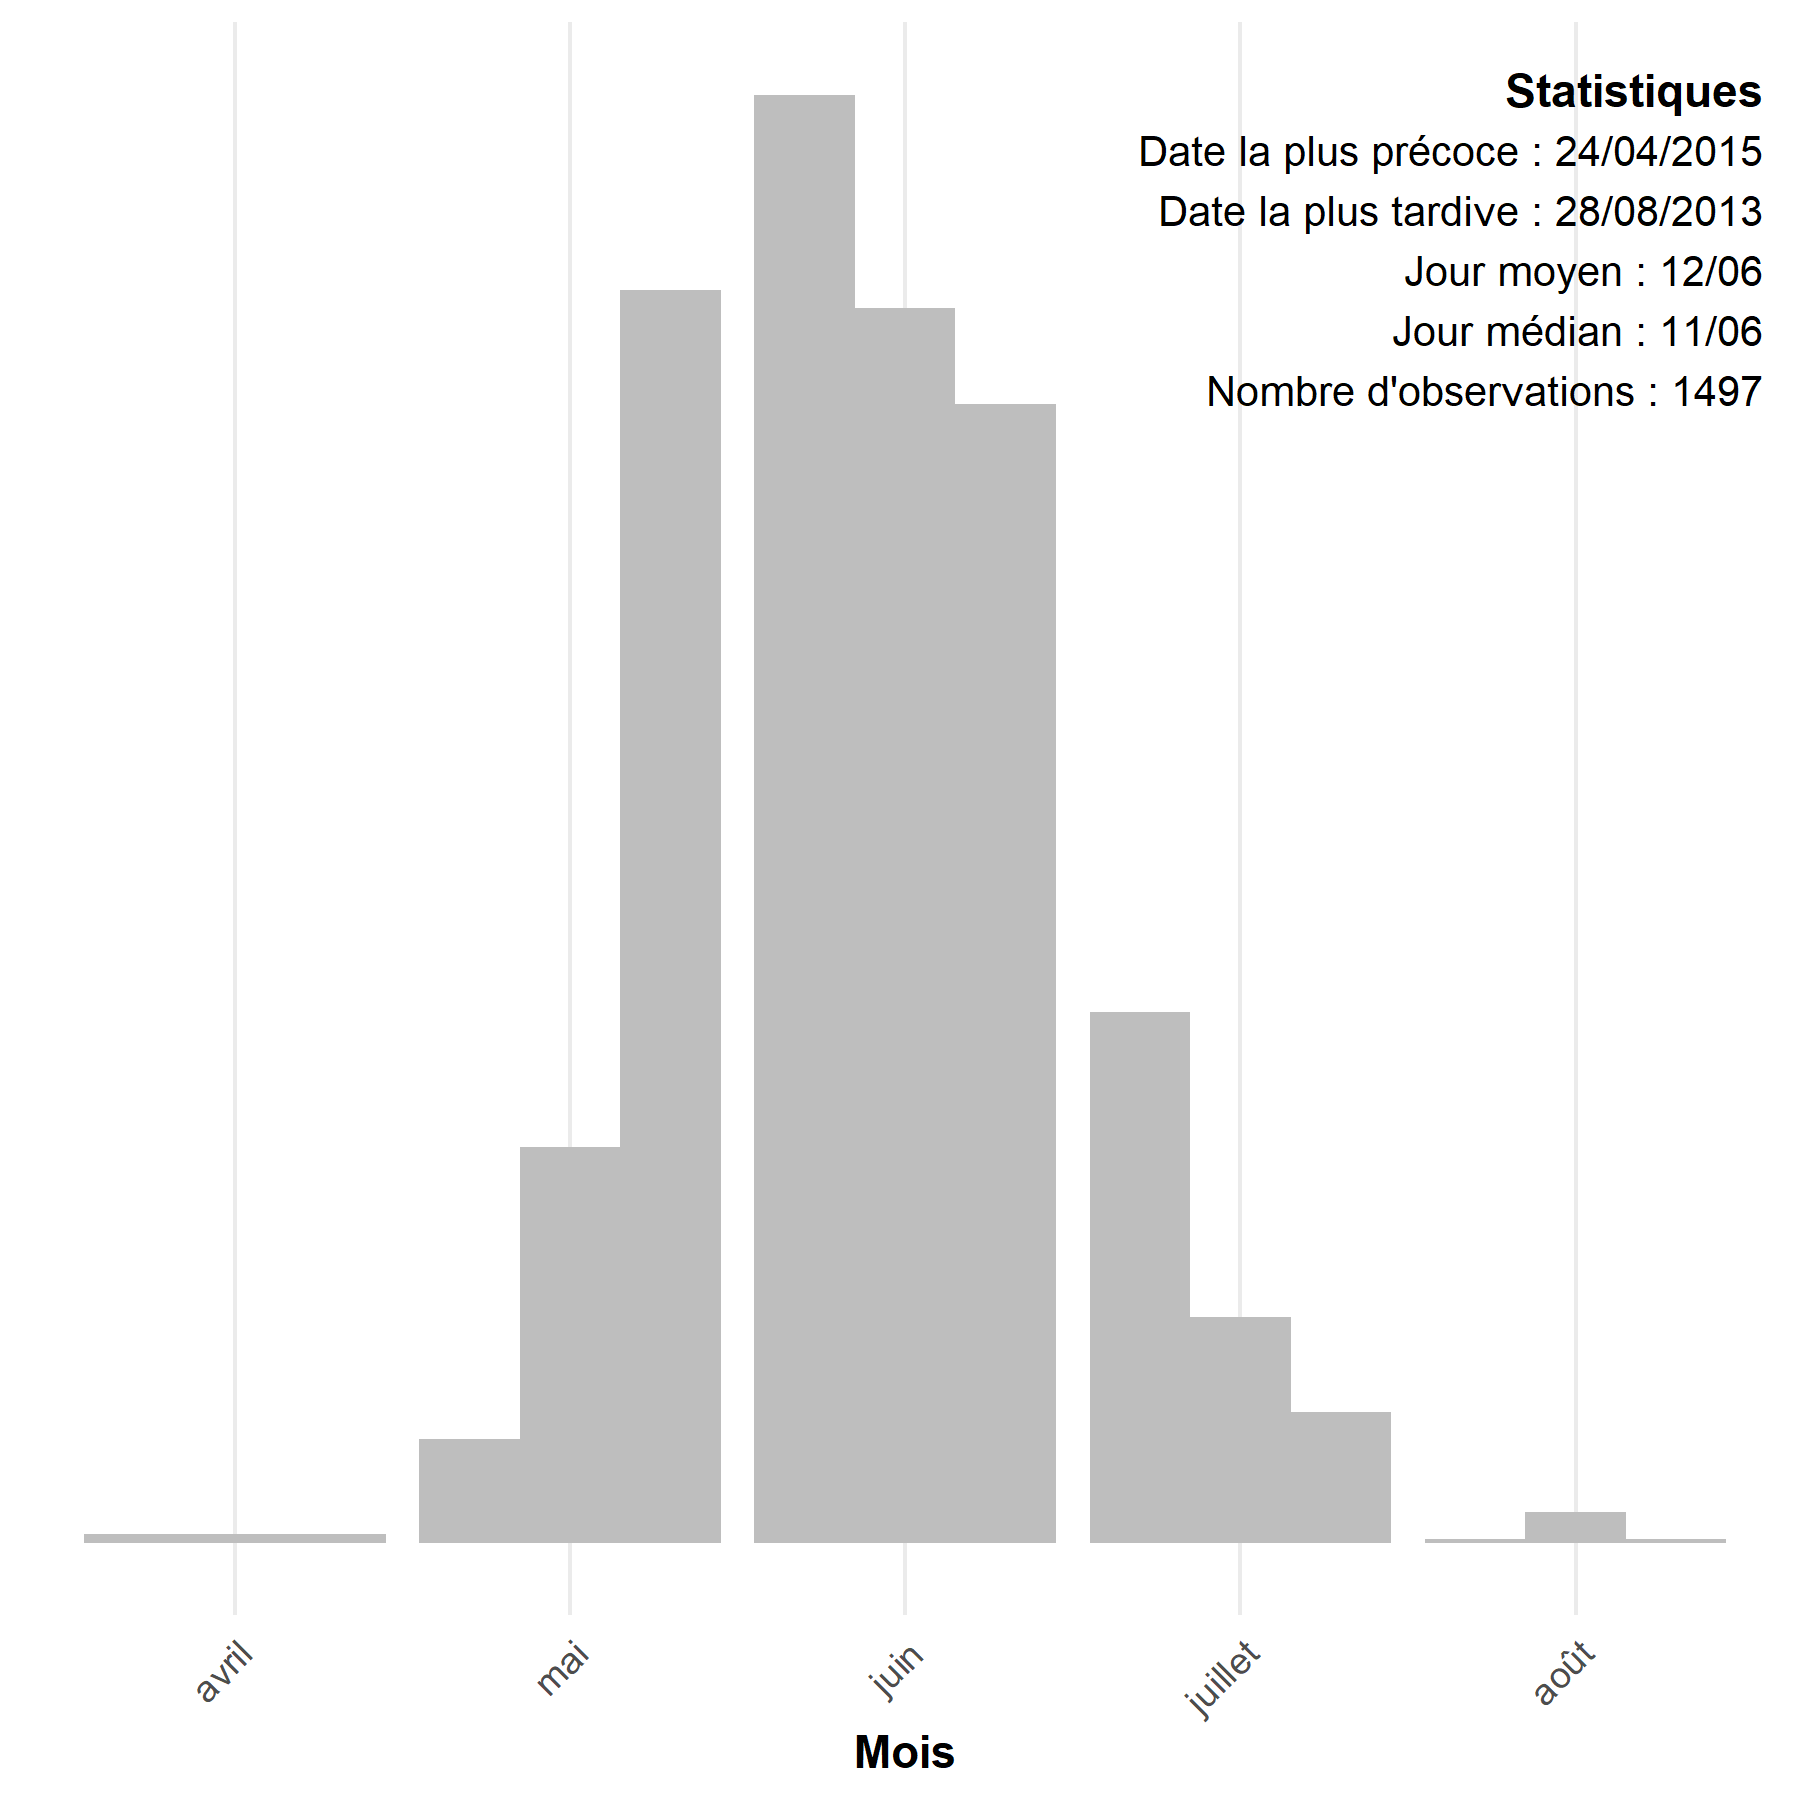 Statistiques
Date la plus précoce : 24/04/2015
Date la plus tardive : 28/08/2013
Jour moyen : 12/06
Jour médian : 11/06
Nombre d'observations : 1497
avril
mai
juin
juillet
août
Mois